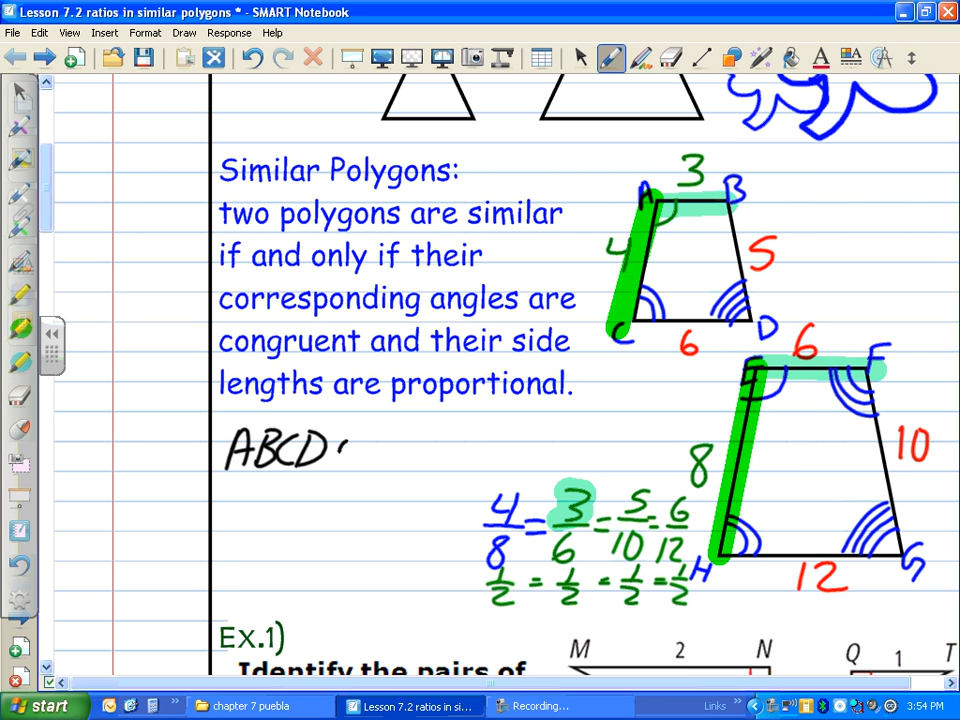 Lesson 7.2 ratios in similar polygons * - SMART Notebook
File Edit View Insert Format Draw Response Help
Similar Polygons:
two polygons are similar
if and only if their
corresponding angles are
congruent and their side
lengths are proportional.
ABCD
3
A B
4
5
C D
6
6
E F
8
10
H G
12
4/8 = 3/6 = 5/10 = 6/12
1/2 = 1/2 = 1/2 = 1/2
Ex.1)
Identify the pairs of
M 2 N
Q 1 T
start
chapter 7 puebla
Lesson 7.2 ratios in si...
Recording...
Links
3:54 PM